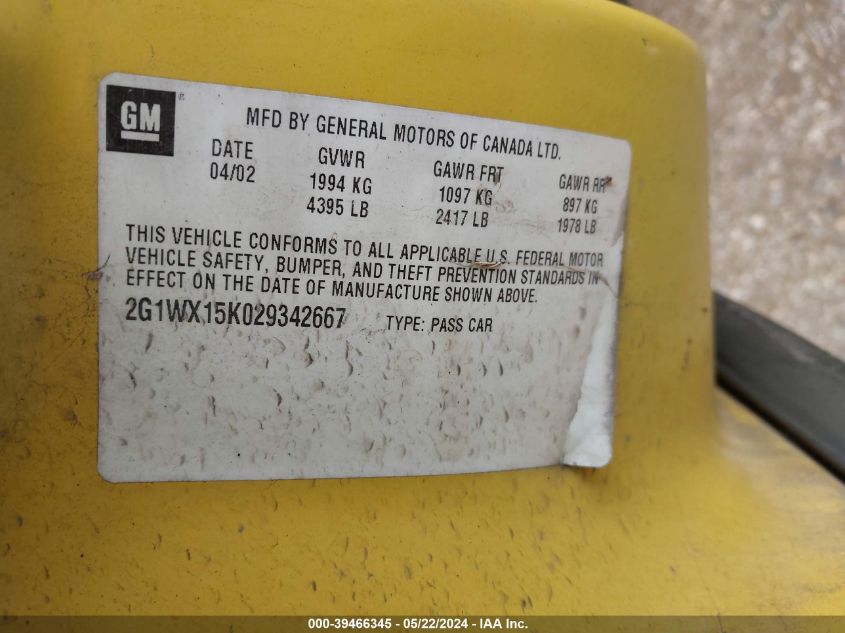 GM
MFD BY GENERAL MOTORS OF CANADA LTD.
DATE GVWR GAWR FRT GAWR RR
04/02 1994 KG 1097 KG 897 KG
4395 LB 2417 LB 1978 LB
THIS VEHICLE CONFORMS TO ALL APPLICABLE U.S. FEDERAL MOTOR
VEHICLE SAFETY, BUMPER, AND THEFT PREVENTION STANDARDS IN
EFFECT ON THE DATE OF MANUFACTURE SHOWN ABOVE.
2G1WX15K029342667 TYPE: PASS CAR
000-39466345 - 05/22/2024 - IAA Inc.